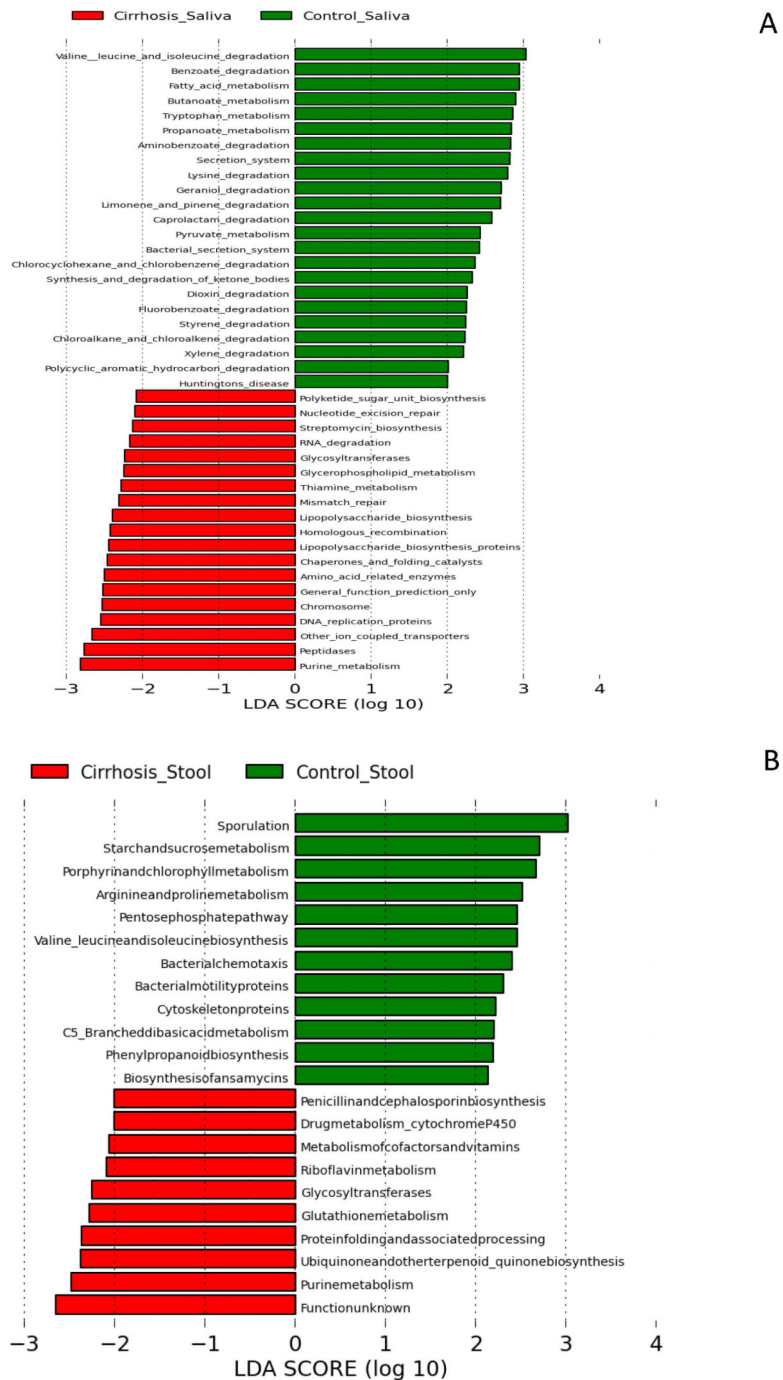 Cirrhosis_Saliva Control_Saliva
A
Valine__leucine_and_isoleucine_degradation
Benzoate_degradation
Fatty_acid_metabolism
Butanoate_metabolism
Tryptophan_metabolism
Propanoate_metabolism
Aminobenzoate_degradation
Secretion_system
Lysine_degradation
Geraniol_degradation
Limonene_and_pinene_degradation
Caprolactam_degradation
Pyruvate_metabolism
Bacterial_secretion_system
Chlorocyclohexane_and_chlorobenzene_degradation
Synthesis_and_degradation_of_ketone_bodies
Dioxin_degradation
Fluorobenzoate_degradation
Styrene_degradation
Chloroalkane_and_chloroalkene_degradation
Xylene_degradation
Polycyclic_aromatic_hydrocarbon_degradation
Huntingtons_disease
Polyketide_sugar_unit_biosynthesis
Nucleotide_excision_repair
Streptomycin_biosynthesis
RNA_degradation
Glycosyltransferases
Glycerophospholipid_metabolism
Thiamine_metabolism
Mismatch_repair
Lipopolysaccharide_biosynthesis
Homologous_recombination
Lipopolysaccharide_biosynthesis_proteins
Chaperones_and_folding_catalysts
Amino_acid_related_enzymes
General_function_prediction_only
Chromosome
DNA_replication_proteins
Other_ion_coupled_transporters
Peptidases
Purine_metabolism
−3 −2 −1 0 1 2 3 4
LDA SCORE (log 10)
B
Cirrhosis_Stool Control_Stool
Sporulation
Starchandsucrosemetabolism
Porphyrinandchlorophyllmetabolism
Arginineandprolinemetabolism
Pentosephosphatepathway
Valine_leucineandisoleucinebiosynthesis
Bacterialchemotaxis
Bacterialmotilityproteins
Cytoskeletonproteins
C5_Brancheddibasicacidmetabolism
Phenylpropanoidbiosynthesis
Biosynthesisofansamycins
Penicillinandcephalosporinbiosynthesis
Drugmetabolism_cytochromeP450
Metabolismofcofactorsandvitamins
Riboflavinmetabolism
Glycosyltransferases
Glutathionemetabolism
Proteinfoldingandassociatedprocessing
Ubiquinoneandotherterpenoid_quinonebiosynthesis
Purinemetabolism
Functionunknown
−3 −2 −1 0 1 2 3 4
LDA SCORE (log 10)